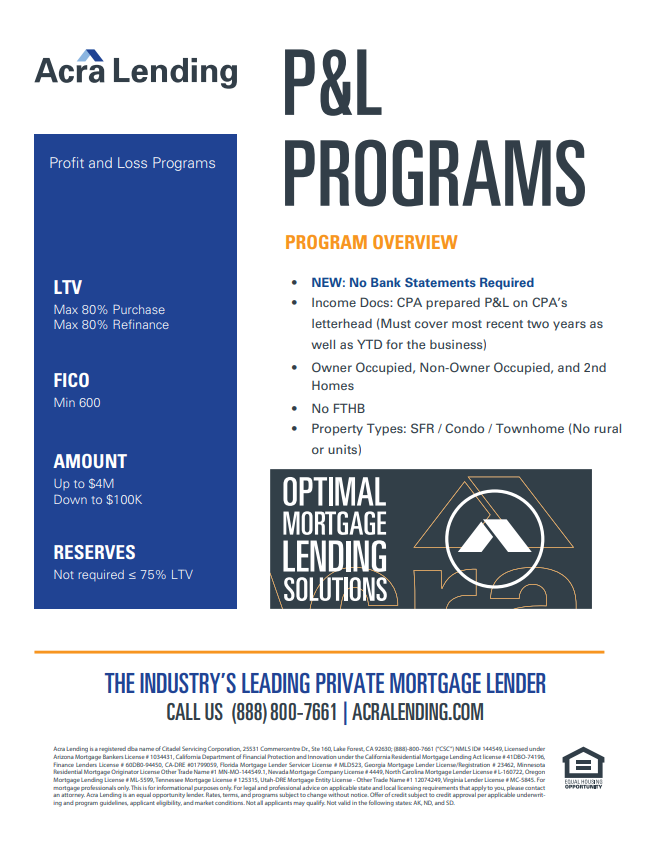 Acra Lending
P&L
PROGRAMS
Profit and Loss Programs
LTV
Max 80% Purchase
Max 80% Refinance
FICO
Min 600
AMOUNT
Up to $4M
Down to $100K
RESERVES
Not required ≤ 75% LTV
PROGRAM OVERVIEW
• NEW: No Bank Statements Required
• Income Docs: CPA prepared P&L on CPA's
letterhead (Must cover most recent two years as
well as YTD for the business)
• Owner Occupied, Non-Owner Occupied, and 2nd
Homes
• No FTHB
• Property Types: SFR / Condo / Townhome (No rural
or units)
OPTIMAL
MORTGAGE
LENDING
SOLUTIONS
THE INDUSTRY'S LEADING PRIVATE MORTGAGE LENDER
CALL US (888) 800-7661 | ACRALENDING.COM
Acra Lending is a registered dba name of Citadel Servicing Corporation, 25531 Commercentre Dr., Ste 160, Lake Forest, CA 92630; (888)-800-7661 ("CSC") NMLS ID# 144549, Licensed under
Arizona Mortgage Bankers License # 1034431, California Department of Financial Protection and Innovation under the California Residential Mortgage Lending Act license # 41DBO-74196,
Finance Lenders License # 60DBO-94450, CA-DRE #01799059, Florida Mortgage Lender Servicer License # MLD523, Georgia Mortgage Lender License/Registration # 23462, Minnesota
Residential Mortgage Originator License Other Trade Name #1 MN-MO-144549.1, Nevada Mortgage Company License # 4449, North Carolina Mortgage Lender License # L-160722, Oregon
Mortgage Lending License # ML-5599, Tennessee Mortgage License # 125315, Utah-DRE Mortgage Entity License - Other Trade Name #1 12074249, Virginia Lender License # MC-5845. For
mortgage professionals only. This is for informational purposes only. For legal and professional advice on applicable state and local licensing requirements that apply to you, please contact
an attorney. Acra Lending is an equal opportunity lender. Rates, terms, and programs subject to change without notice. Offer of credit subject to credit approval per applicable underwrit-
ing and program guidelines, applicant eligibility, and market conditions. Not all applicants may qualify. Not valid in the following states: AK, ND, and SD.
EQUAL HOUSING
OPPORTUNITY